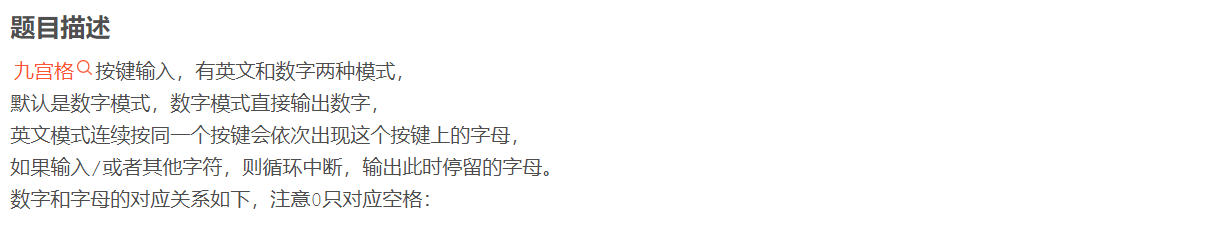 题目描述
九宫格按键输入，有英文和数字两种模式，
默认是数字模式，数字模式直接输出数字，
英文模式连续按同一个按键会依次出现这个按键上的字母，
如果输入/或者其他字符，则循环中断，输出此时停留的字母。
数字和字母的对应关系如下，注意0只对应空格：